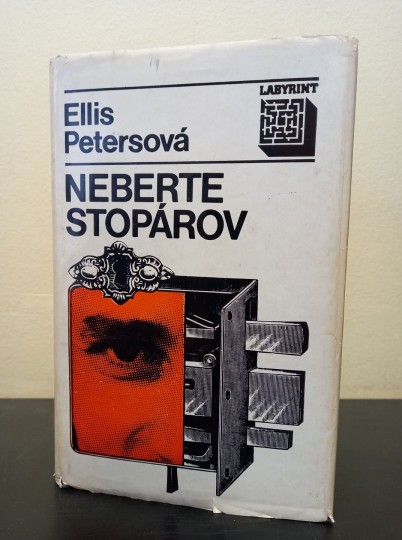 LABYRINT
Ellis
Petersová
NEBERTE
STOPÁROV